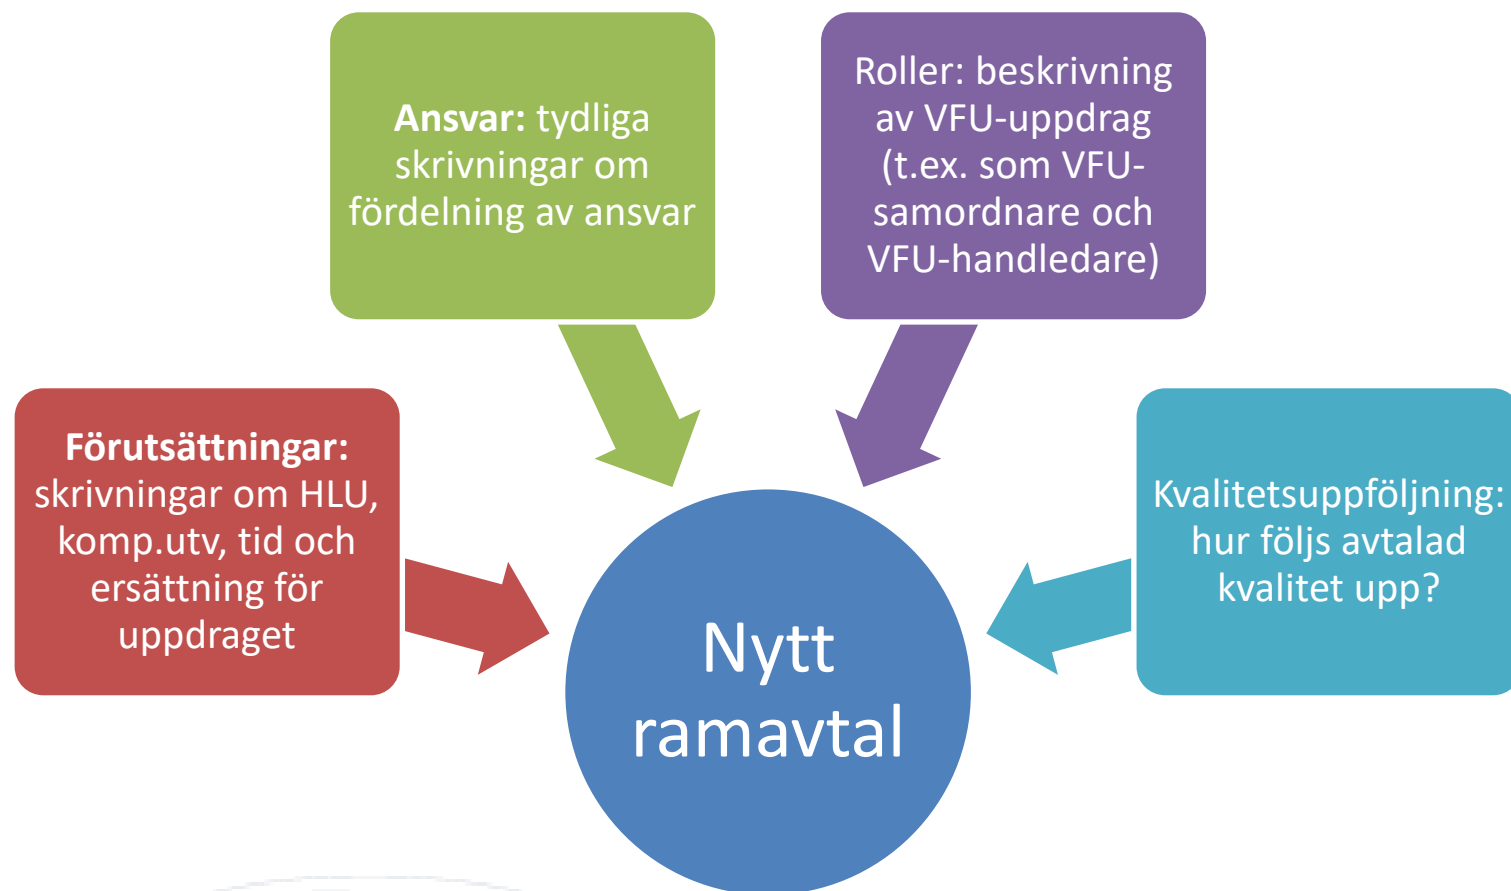 Ansvar: tydliga
skrivningar om
fördelning av ansvar
Roller: beskrivning
av VFU-uppdrag
(t.ex. som VFU-
samordnare och
VFU-handledare)
Förutsättningar:
skrivningar om HLU,
komp.utv, tid och
ersättning för
uppdraget
Kvalitetsuppföljning:
hur följs avtalad
kvalitet upp?
Nytt
ramavtal